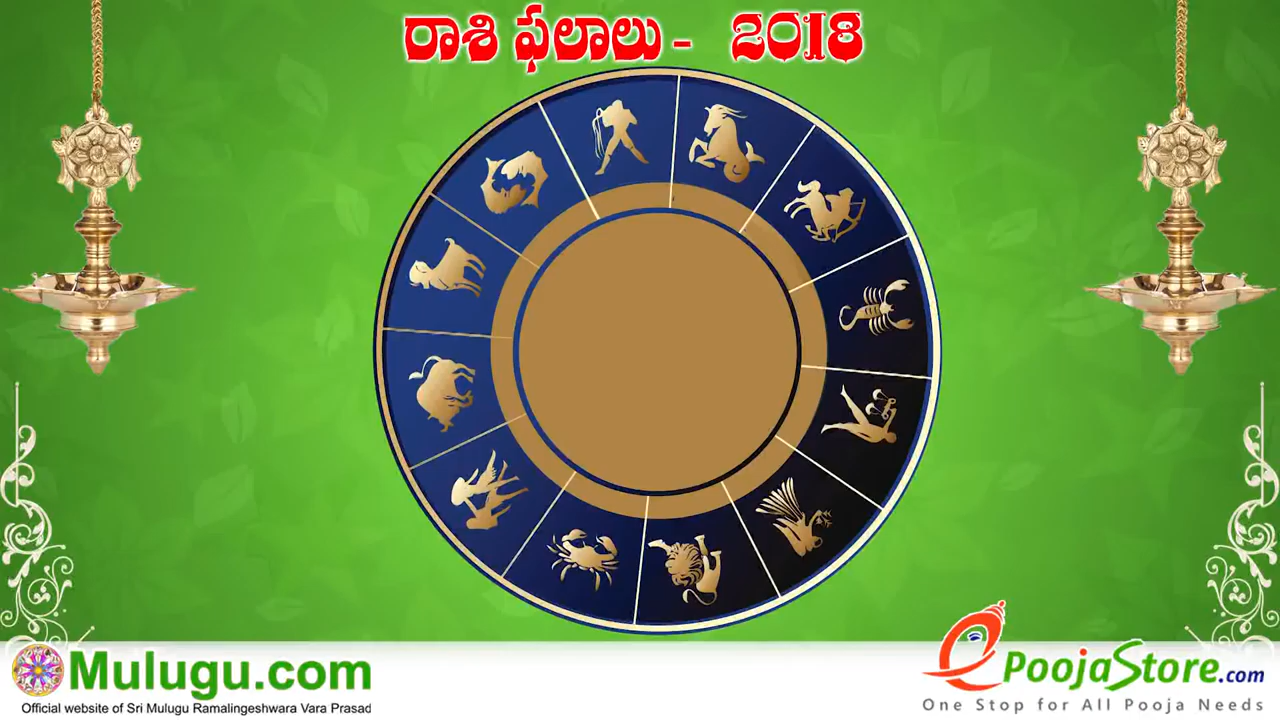 రాశి ఫలాలు - 2018
Mulugu.com
Official website of Sri Mulugu Ramalingeshwara Vara Prasad
ePoojaStore.com
One Stop for All Pooja Needs